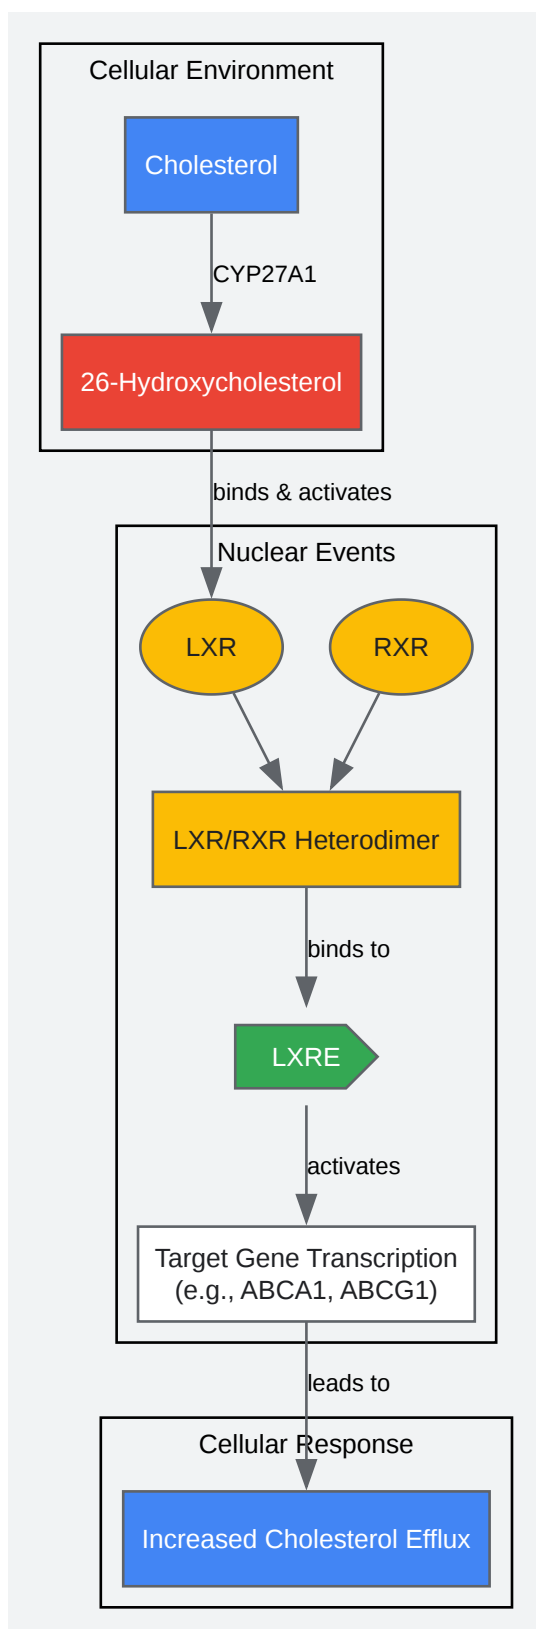 Cellular Environment
Cholesterol
CYP27A1
26-Hydroxycholesterol
binds & activates
Nuclear Events
LXR
RXR
LXR/RXR Heterodimer
binds to
LXRE
activates
Target Gene Transcription
(e.g., ABCA1, ABCG1)
leads to
Cellular Response
Increased Cholesterol Efflux